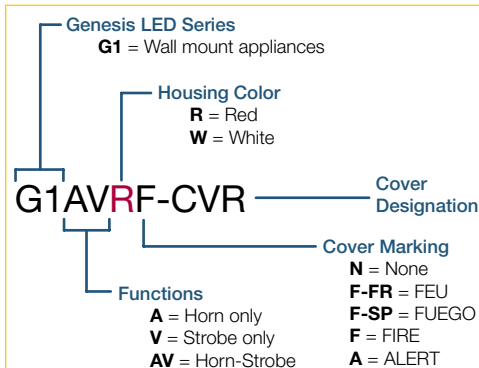 Genesis LED Series
G1 = Wall mount appliances
Housing Color
R = Red
W = White
G1AVRF-CVR
Cover
Designation
Cover Marking
N = None
F-FR = FEU
F-SP = FUEGO
F = FIRE
A = ALERT
Functions
A = Horn only
V = Strobe only
AV = Horn-Strobe